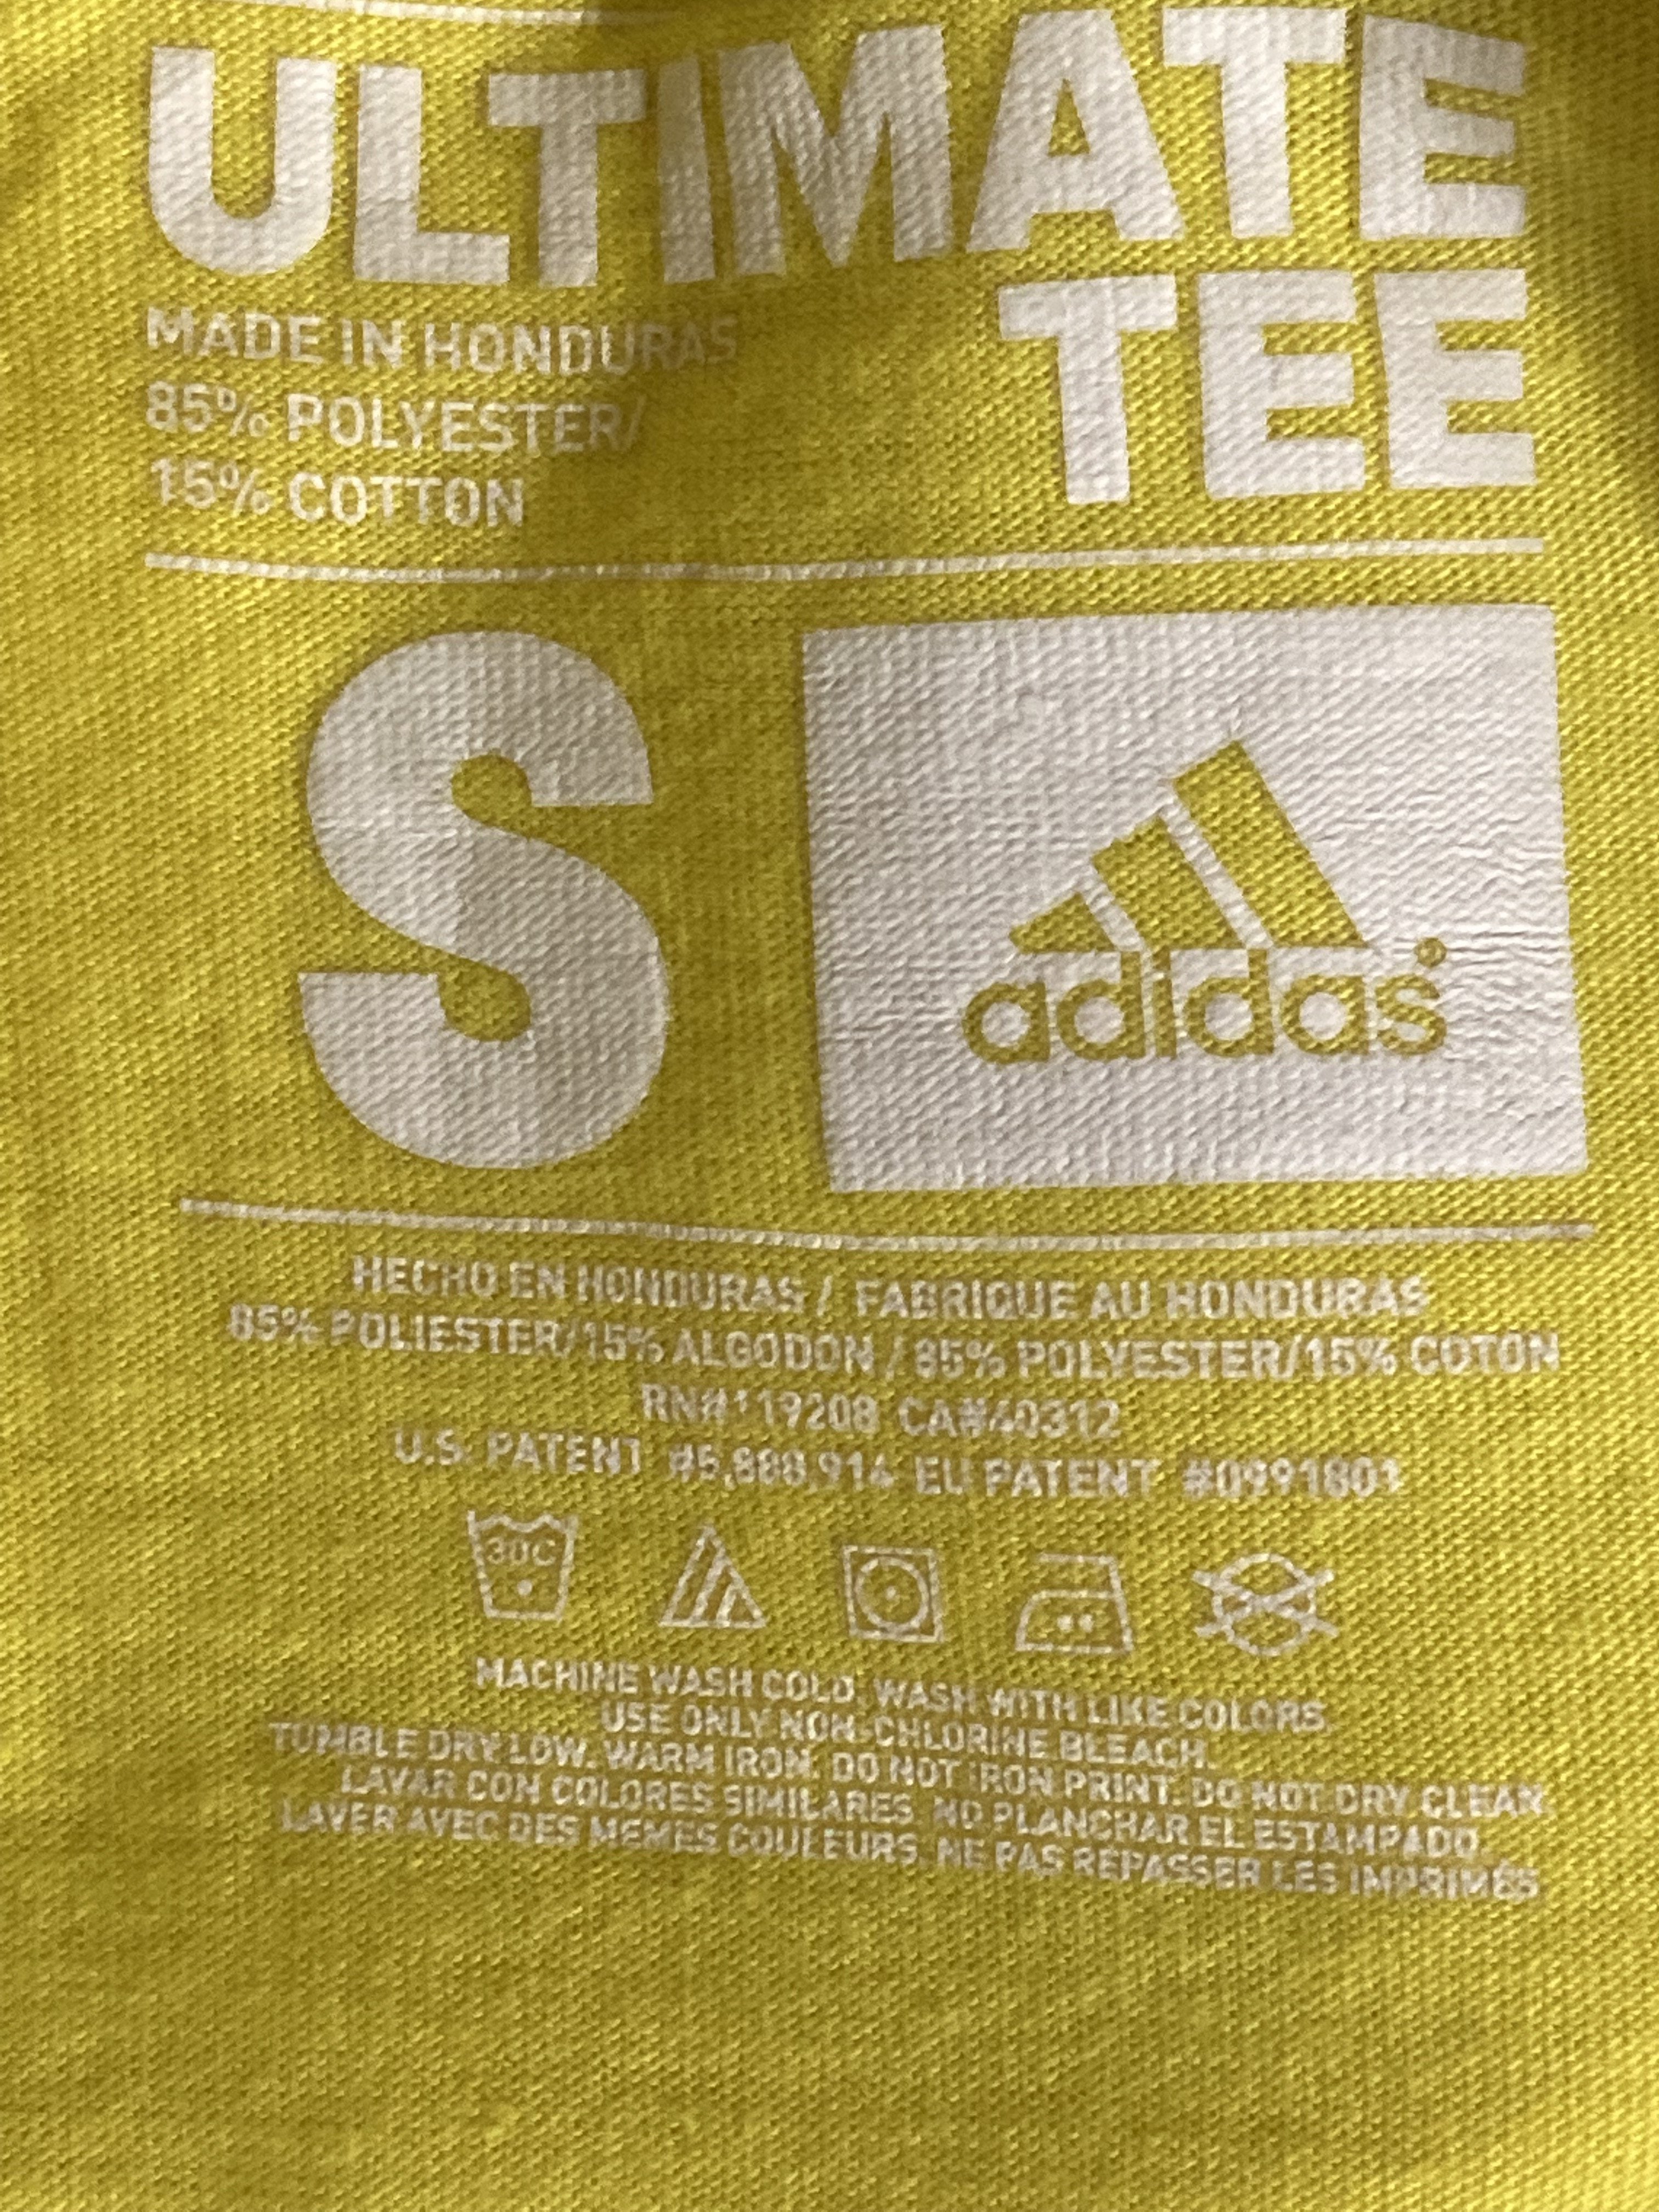 ULTIMATE
TEE
MADE IN HONDURAS
85% POLYESTER/
15% COTTON
S
adidas®
HECHO EN HONDURAS / FABRIQUE AU HONDURAS
85% POLIESTER/15% ALGODON / 85% POLYESTER/15% COTON
RN#119208 CA#40312
U.S. PATENT #5,888,914 EU PATENT #0991801
30C
MACHINE WASH COLD. WASH WITH LIKE COLORS.
USE ONLY NON-CHLORINE BLEACH.
TUMBLE DRY LOW. WARM IRON. DO NOT IRON PRINT. DO NOT DRY CLEAN
LAVAR CON COLORES SIMILARES. NO PLANCHAR EL ESTAMPADO.
LAVER AVEC DES MEMES COULEURS. NE PAS REPASSER LES IMPRIMÉS